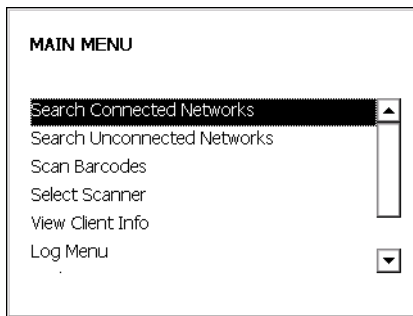 MAIN MENU
Search Connected Networks
Search Unconnected Networks
Scan Barcodes
Select Scanner
View Client Info
Log Menu